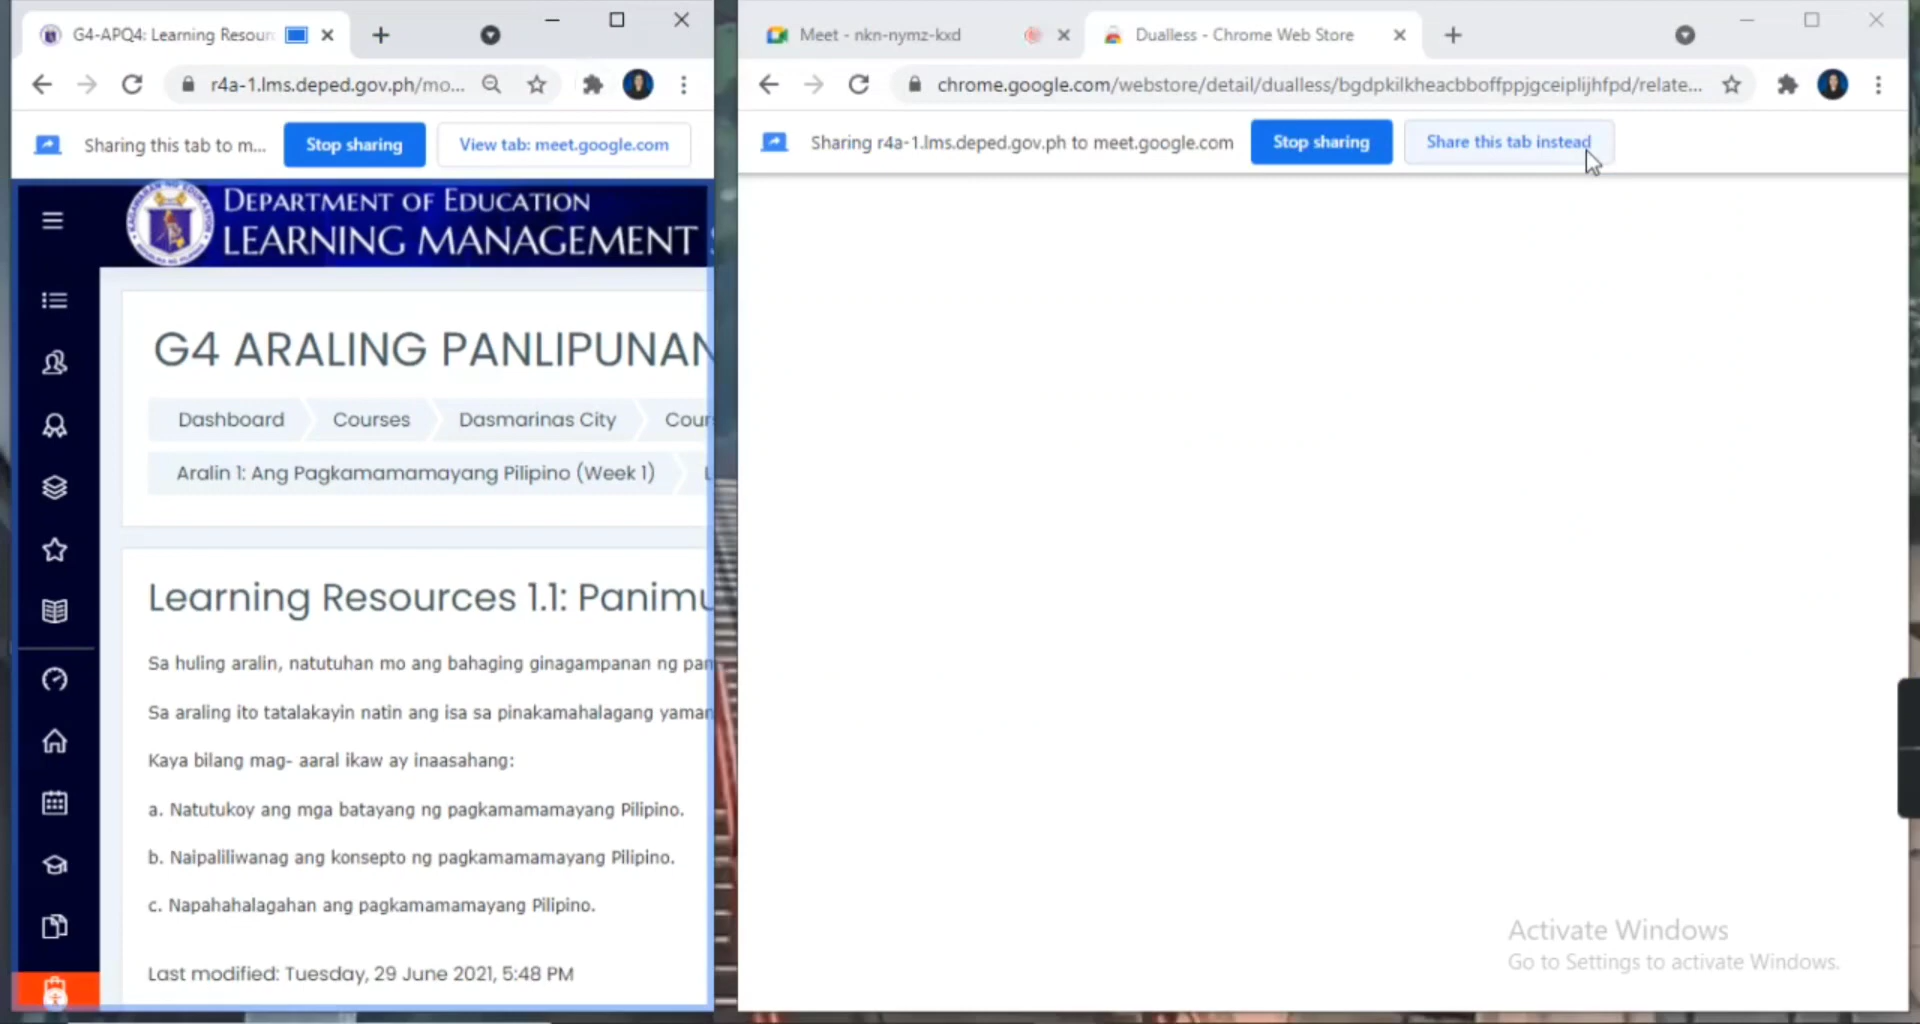 G4-APQ4: Learning Resour
r4a-1.lms.deped.gov.ph/mo...
Sharing this tab to m...
Stop sharing
View tab: meet.google.com
DEPARTMENT OF EDUCATION
LEARNING MANAGEMENT
G4 ARALING PANLIPUNAN
Dashboard
Courses
Dasmarinas City
Cour
Aralin 1: Ang Pagkamamamayang Pilipino (Week 1)
L
Learning Resources 1.1: Panimu
Sa huling aralin, natutuhan mo ang bahaging ginagampanan ng pam
Sa araling ito tatalakayin natin ang isa sa pinakamahalagang yaman
Kaya bilang mag- aaral ikaw ay inaasahang:
a. Natutukoy ang mga batayang ng pagkamamamayang Pilipino.
b. Naipaliliwanag ang konsepto ng pagkamamamayang Pilipino.
c. Napahahalagahan ang pagkamamamayang Pilipino.
Last modified: Tuesday, 29 June 2021, 5:48 PM
Meet - nkn-nymz-kxd
Dualless - Chrome Web Store
chrome.google.com/webstore/detail/dualless/bgdpkilkheacbboffppjgceiplijhfpd/relate...
Sharing r4a-1.lms.deped.gov.ph to meet.google.com
Stop sharing
Share this tab instead
Activate Windows
Go to Settings to activate Windows.